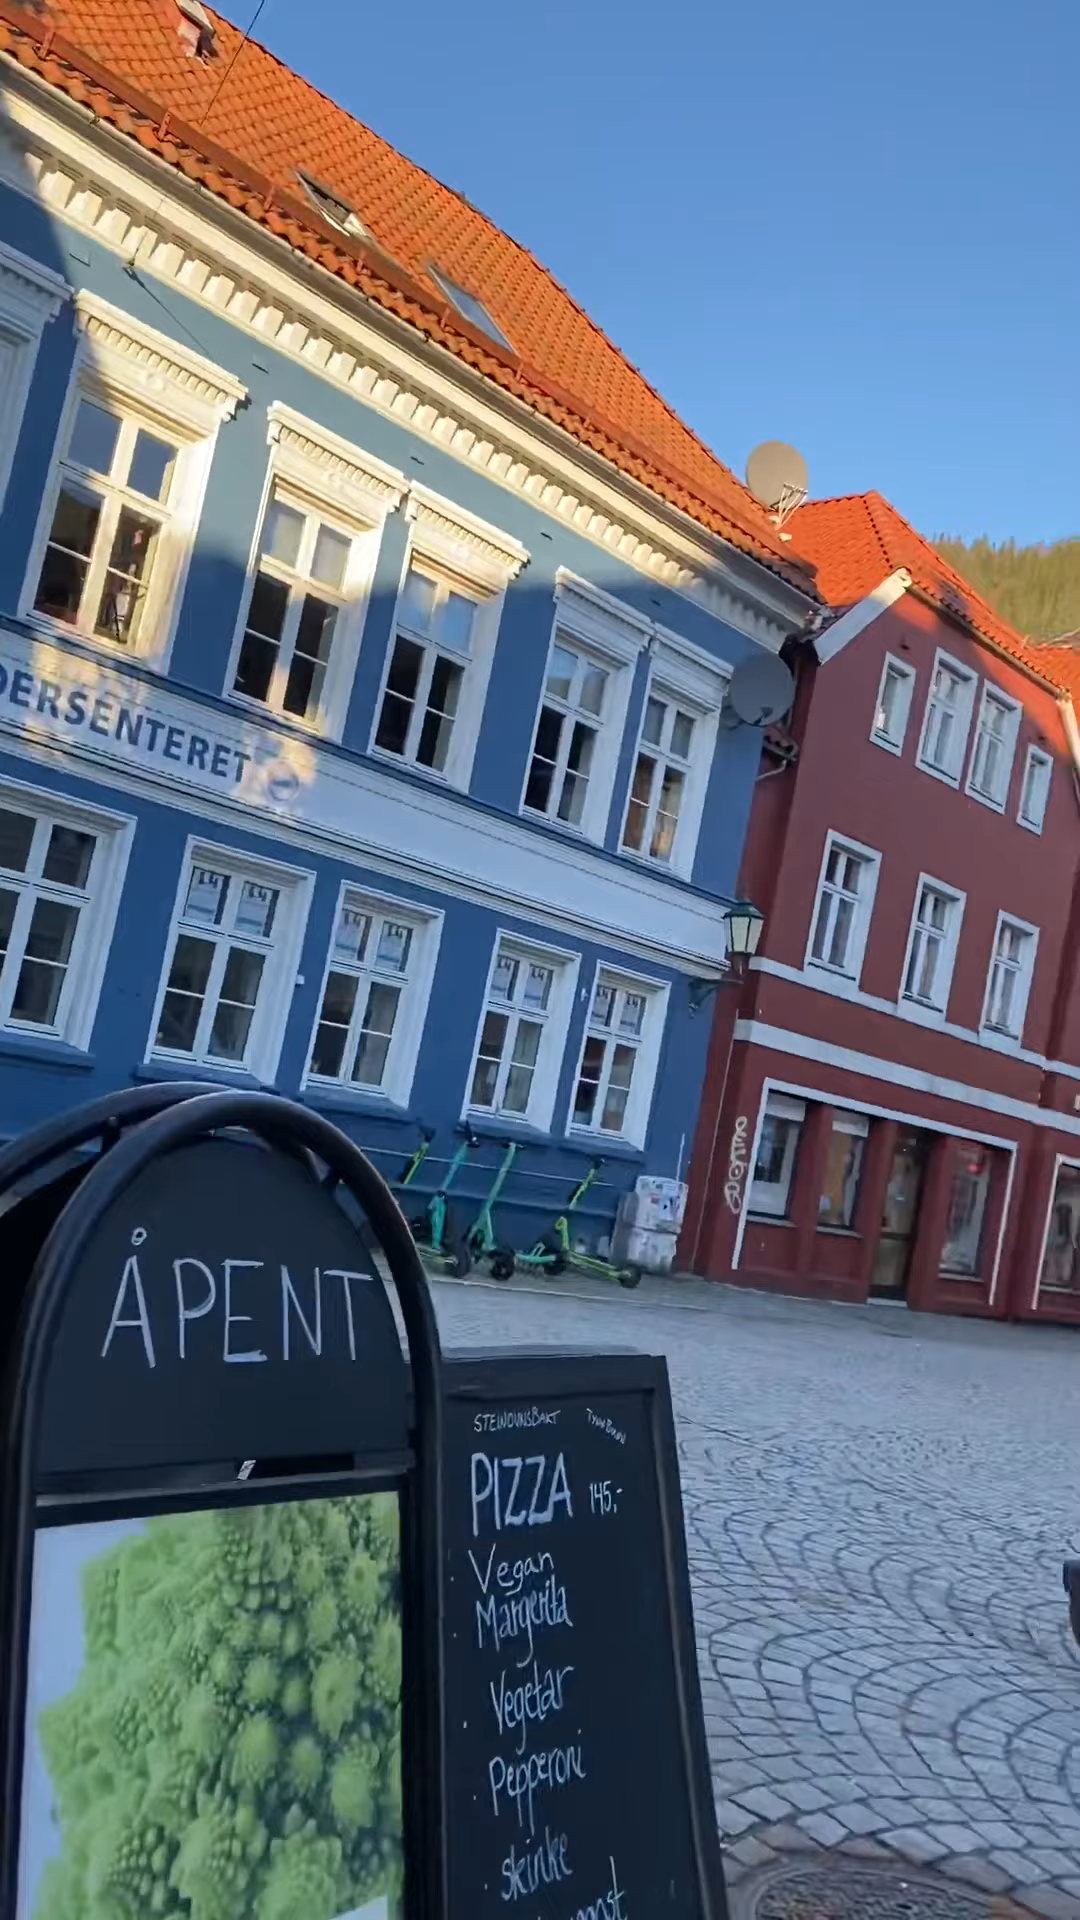 DERSENTERET
ÅPENT
STEINOVNSBAKT
PIZZA 145,-
Vegan
Margerita
Vegetar
Pepperoni
skinke